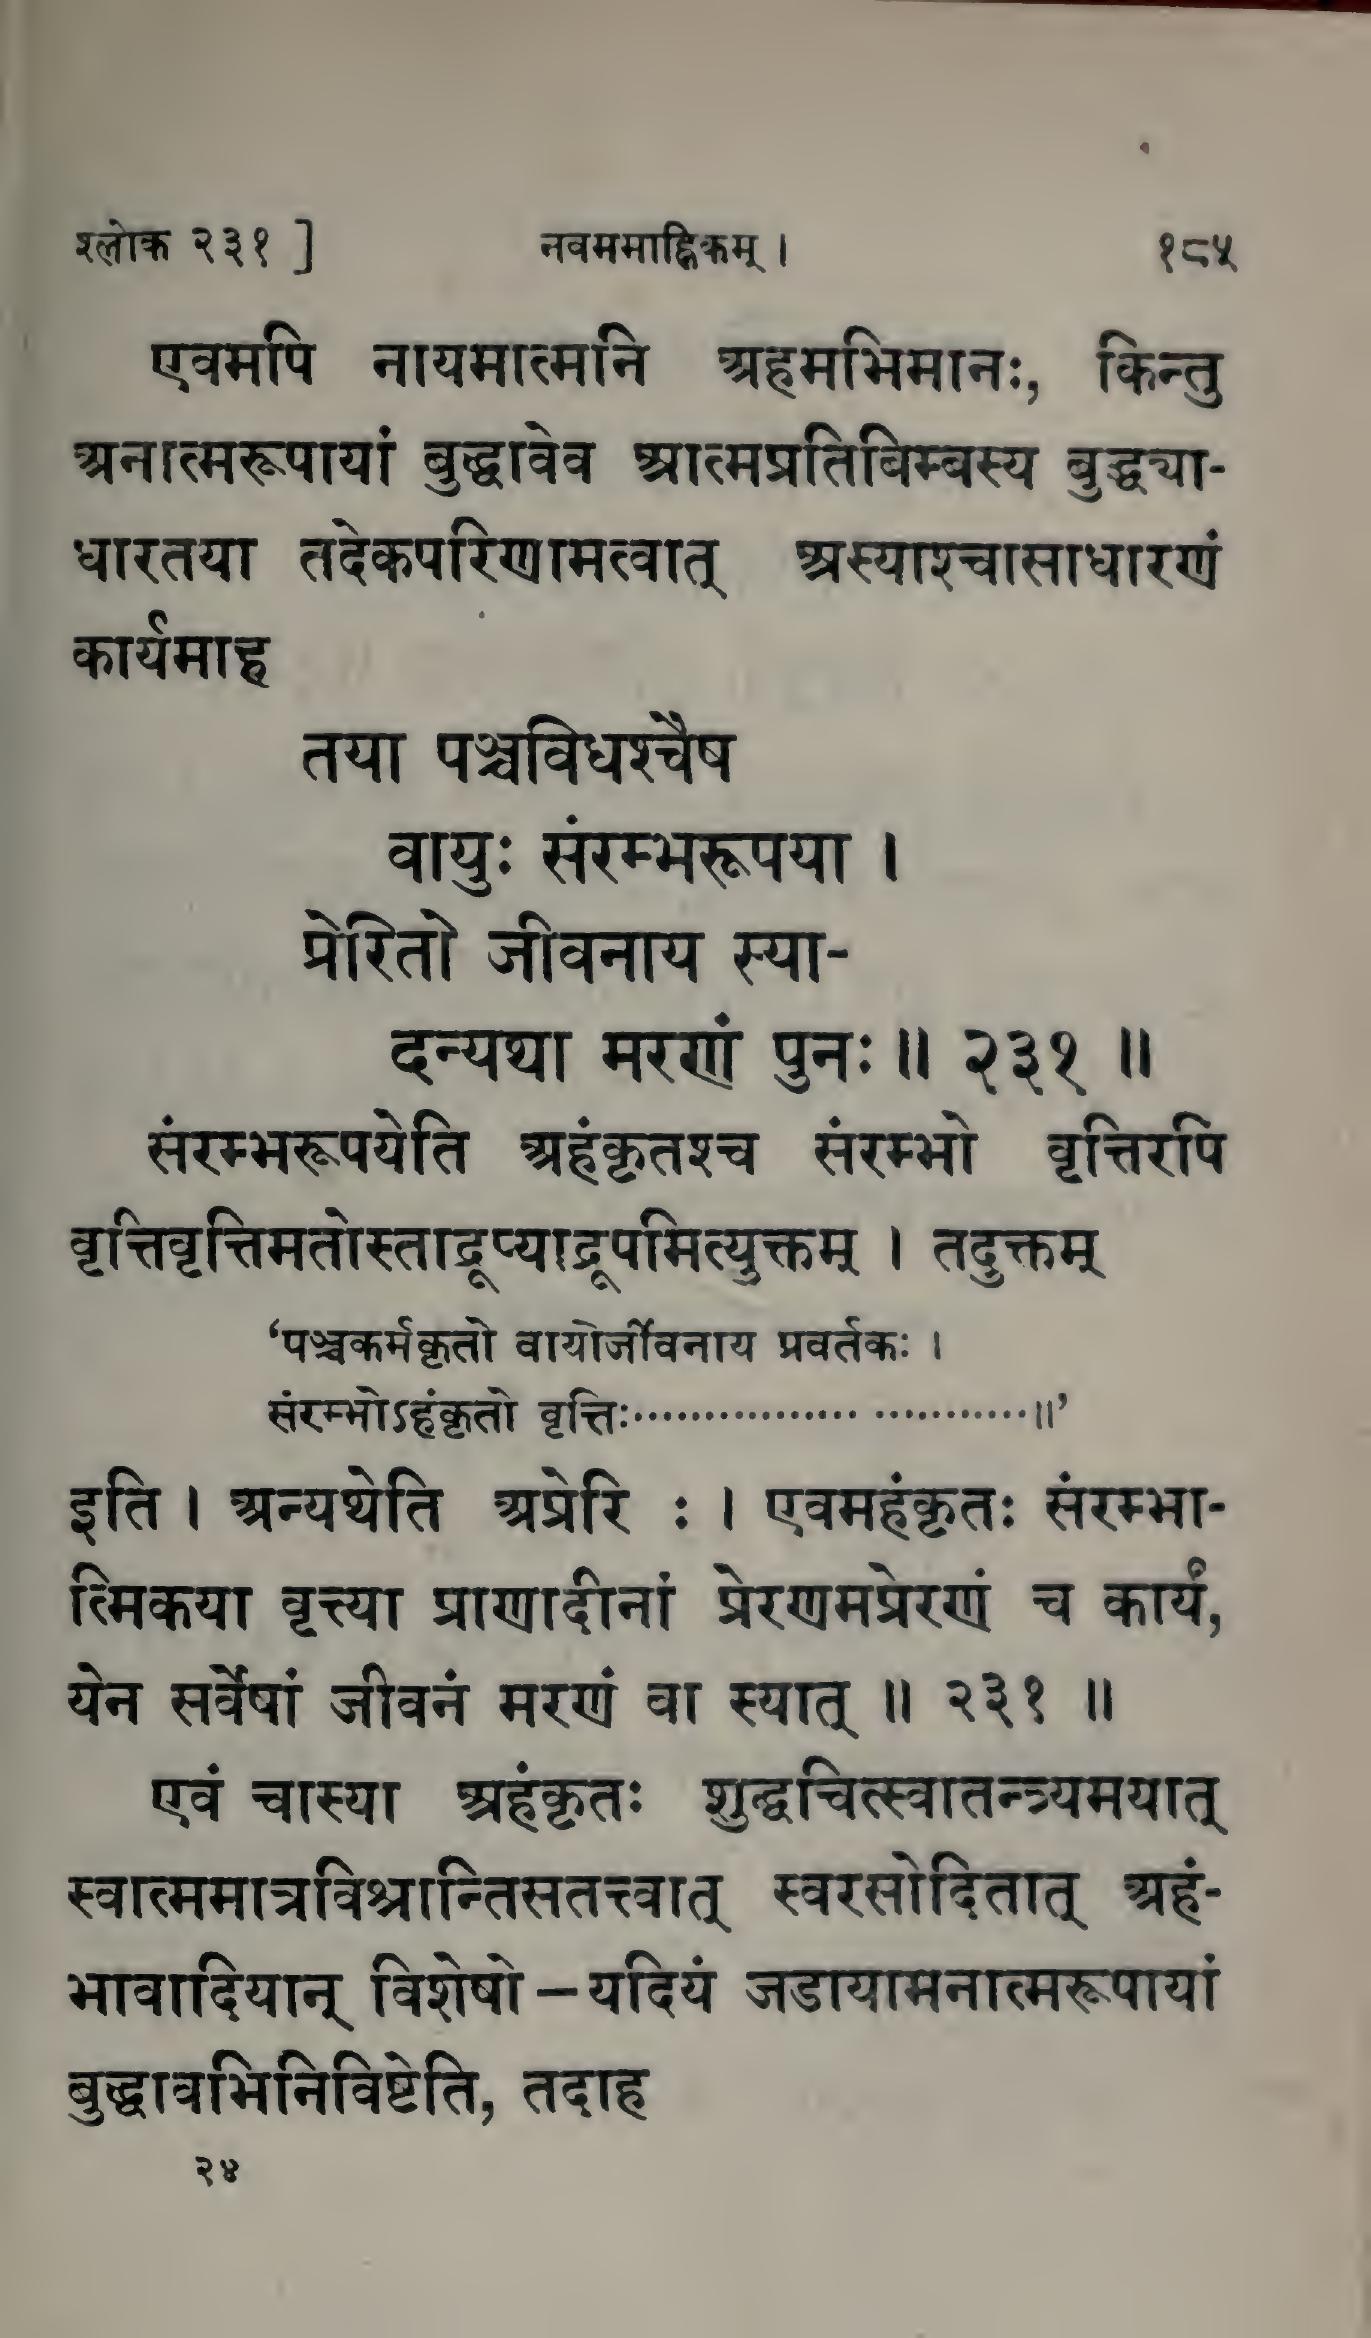 श्लोक २३१ ] नवममाह्निकम् । १८५
एवमपि नायमात्मनि अहमभिमानः, किन्तु
अनात्मरूपायां बुद्धावेव आत्मप्रतिबिम्बस्य बुद्ध्या-
धारतया तदेकपरिणामत्वात् अस्याश्चासाधारणं
कार्यमाह
तया पञ्चविधश्चैष
वायुः संरम्भरूपया ।
प्रेरितो जीवनाय स्या-
दन्यथा मरणं पुनः ॥ २३१ ॥
संरम्भरूपयेति अहंकृतश्च संरम्भो वृत्तिरपि
वृत्तिवृत्तिमतोस्ताद्रूप्याद्रूपमित्युक्तम् । तदुक्तम्
‘पञ्चकर्मकृतो वायोर्जीवनाय प्रवर्तकः ।
संरम्भोऽहंकृतो वृत्तिः………………… …………॥’
इति । अन्यथेति अप्रेरि : । एवमहंकृतः संरम्भा-
त्मिकया वृत्त्या प्राणादीनां प्रेरणमप्रेरणं च कार्यं,
येन सर्वेषां जीवनं मरणं वा स्यात् ॥ २३१ ॥
एवं चास्या अहंकृतः शुद्धचित्स्वातन्त्र्यमयात्
स्वात्ममात्रविश्रान्तिसतत्त्वात् स्वरसोदितात् अहं-
भावादियान् विशेषो – यदियं जडायामनात्मरूपायां
बुद्धावभिनिविष्टेति, तदाह
२४